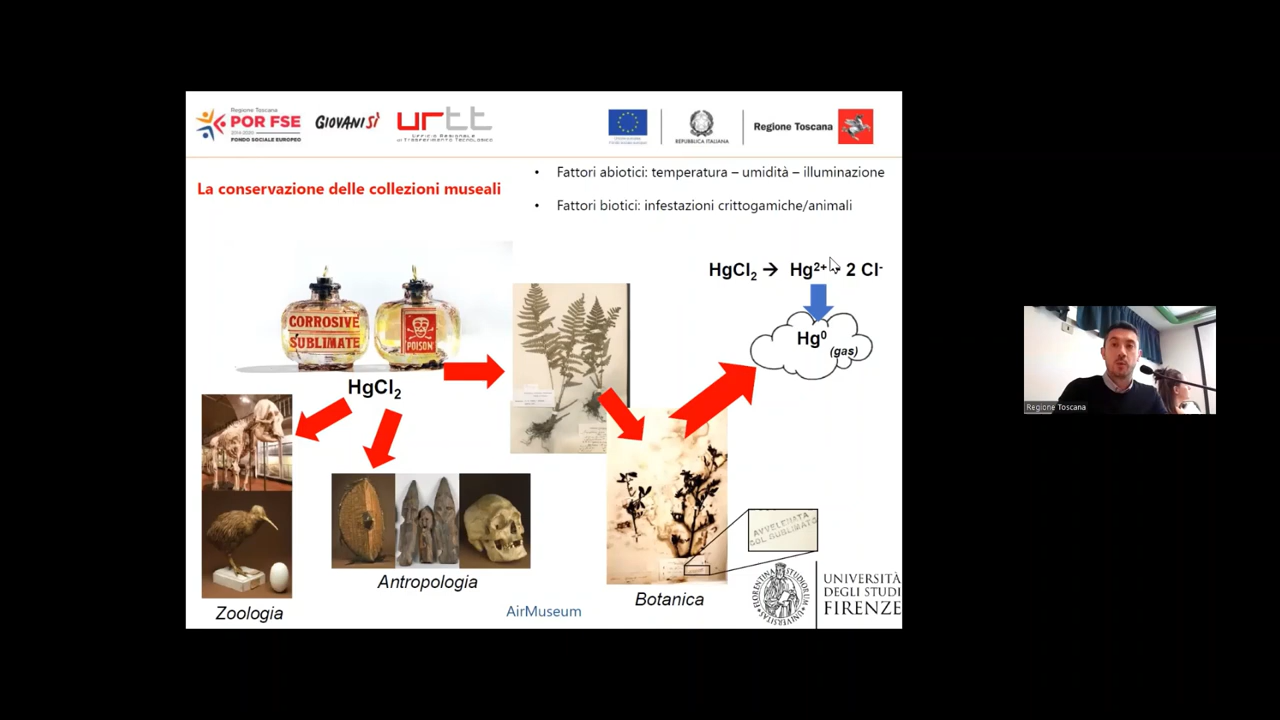 Regione Toscana
POR FSE
FONDO SOCIALE EUROPEO
GIOVANISÌ
urtt
REPUBBLICA ITALIANA
Regione Toscana
La conservazione delle collezioni museali
• Fattori abiotici: temperatura – umidità – illuminazione
• Fattori biotici: infestazioni crittogamiche/animali
HgCl2 → Hg2+ + 2 Cl-
Hg0
(gas)
CORROSIVE
SUBLIMATE
POISON
HgCl2
Regione Toscana
AVVELENATA
COL SUBLIMATO
Antropologia
Zoologia
AirMuseum
Botanica
UNIVERSITÀ
DEGLI STUDI
FIRENZE